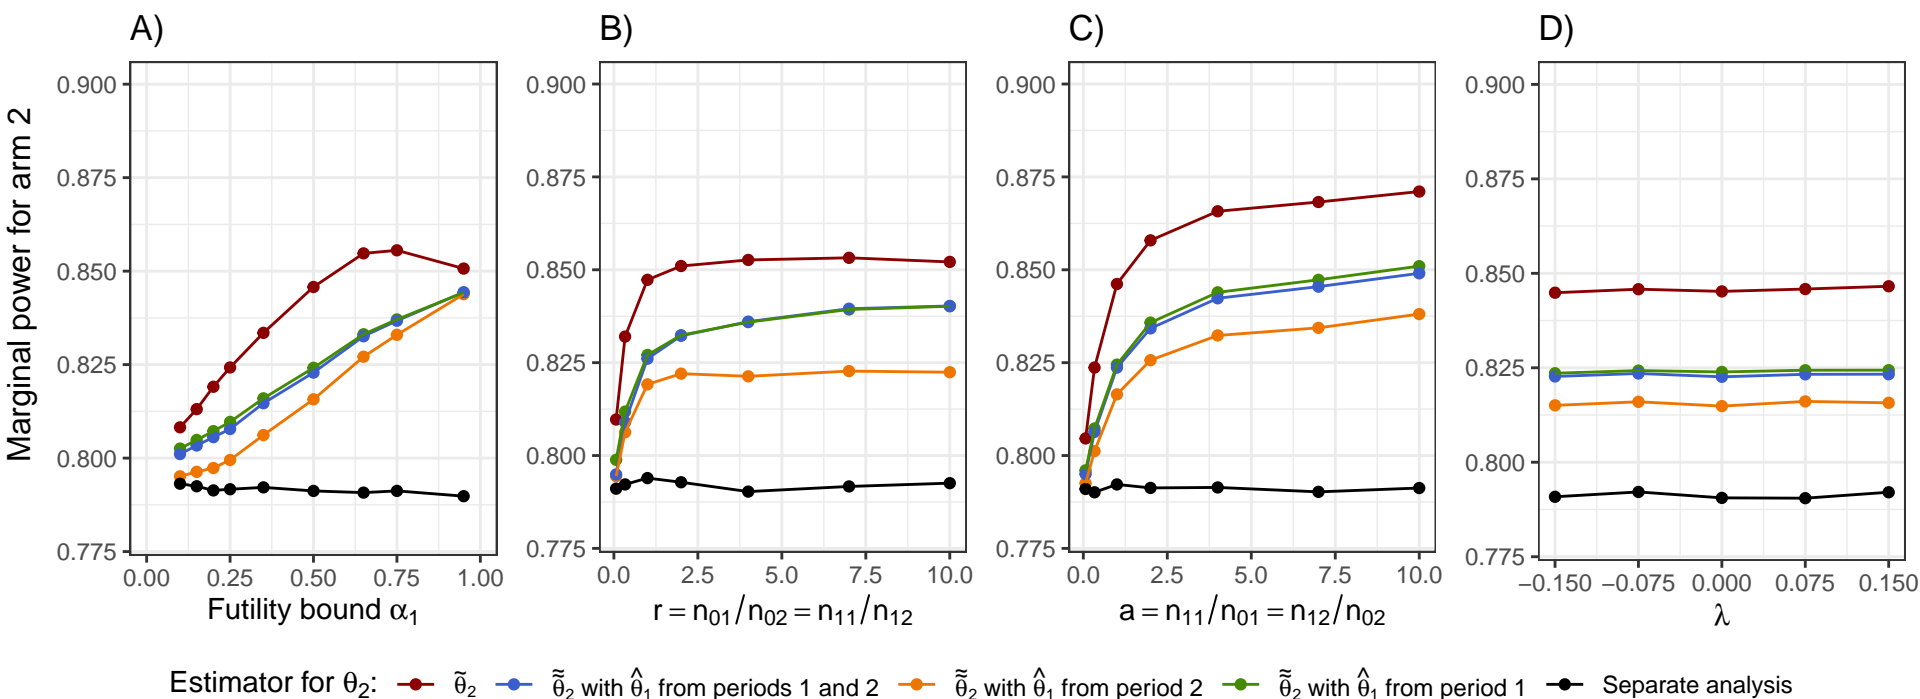 A)
B)
C)
D)
Marginal power for arm 2
0.900
0.875
0.850
0.825
0.800
0.775
0.00 0.25 0.50 0.75 1.00
Futility bound α₁
0.900
0.875
0.850
0.825
0.800
0.775
0.0 2.5 5.0 7.5 10.0
r = n₀₁/n₀₂ = n₁₁/n₁₂
0.900
0.875
0.850
0.825
0.800
0.775
0.0 2.5 5.0 7.5 10.0
a = n₁₁/n₀₁ = n₁₂/n₀₂
0.900
0.875
0.850
0.825
0.800
0.775
−0.150 −0.075 0.000 0.075 0.150
λ
Estimator for θ₂: θ̃₂ θ̃̃₂ with θ̂₁ from periods 1 and 2 θ̃̃₂ with θ̂₁ from period 2 θ̃̃₂ with θ̂₁ from period 1 Separate analysis